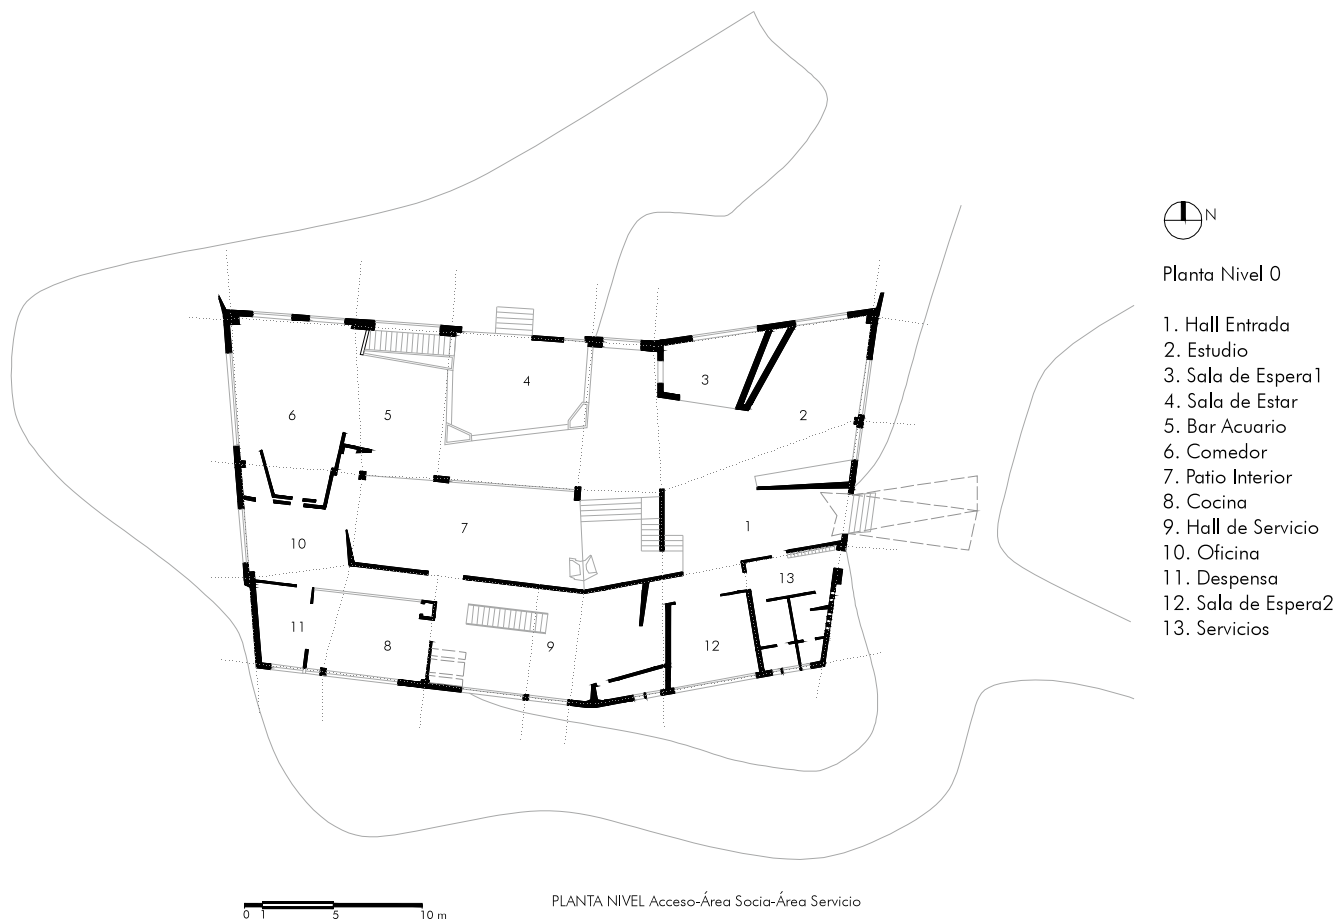 N
Planta Nivel 0
1. Hall Entrada
2. Estudio
3. Sala de Espera1
4. Sala de Estar
5. Bar Acuario
6. Comedor
7. Patio Interior
8. Cocina
9. Hall de Servicio
10. Oficina
11. Despensa
12. Sala de Espera2
13. Servicios
3
4
6
5
2
7
1
10
13
11
8
9
12
0 1 5 10 m
PLANTA NIVEL Acceso-Área Socia-Área Servicio